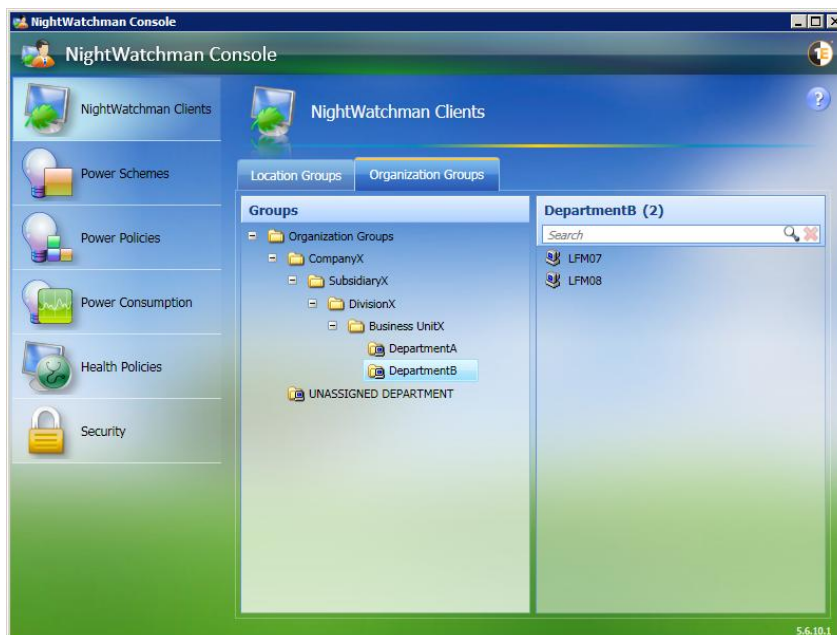 NightWatchman Console
NightWatchman Console
1E
NightWatchman Clients
Power Schemes
Power Policies
Power Consumption
Health Policies
Security
NightWatchman Clients
?
Location Groups
Organization Groups
Groups
Organization Groups
CompanyX
SubsidiaryX
DivisionX
Business UnitX
DepartmentA
DepartmentB
UNASSIGNED DEPARTMENT
DepartmentB (2)
Search
LFM07
LFM08
5.6.10.1